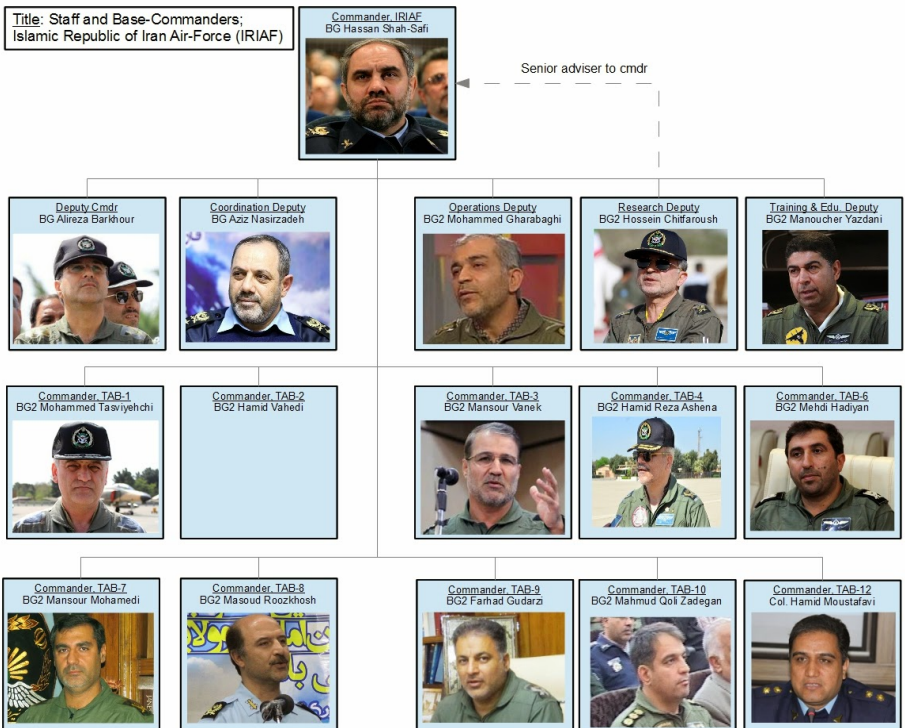 Title: Staff and Base-Commanders;
Islamic Republic of Iran Air-Force (IRIAF)
Commander, IRIAF
BG Hassan Shah-Safi
Senior adviser to cmdr
Deputy Cmdr
BG Alireza Barkhour
Coordination Deputy
BG Aziz Nasirzadeh
Operations Deputy
BG2 Mohammed Gharabaghi
Research Deputy
BG2 Hossein Chitfaroush
Training & Edu. Deputy
BG2 Manoucher Yazdani
Commander, TAB-1
BG2 Mohammed Tasviyehchi
Commander, TAB-2
BG2 Hamid Vahedi
Commander, TAB-3
BG2 Mansour Vanek
Commander, TAB-4
BG2 Hamid Reza Ashena
Commander, TAB-6
BG2 Mehdi Hadiyan
Commander, TAB-7
BG2 Mansour Mohamedi
Commander, TAB-8
BG2 Masoud Roozkhosh
Commander, TAB-9
BG2 Farhad Gudarzi
Commander, TAB-10
BG2 Mahmud Qoli Zadegan
Commander, TAB-12
Col. Hamid Moustafavi